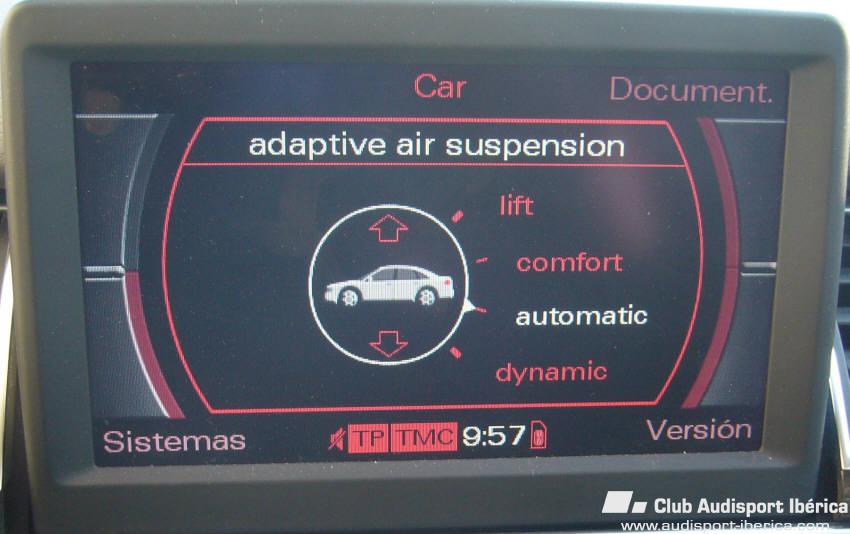 Car
Document.
adaptive air suspension
lift
comfort
automatic
dynamic
Sistemas
TP TMC 9:57
Versión
Club Audisport Ibérica
www.audisport-iberica.com